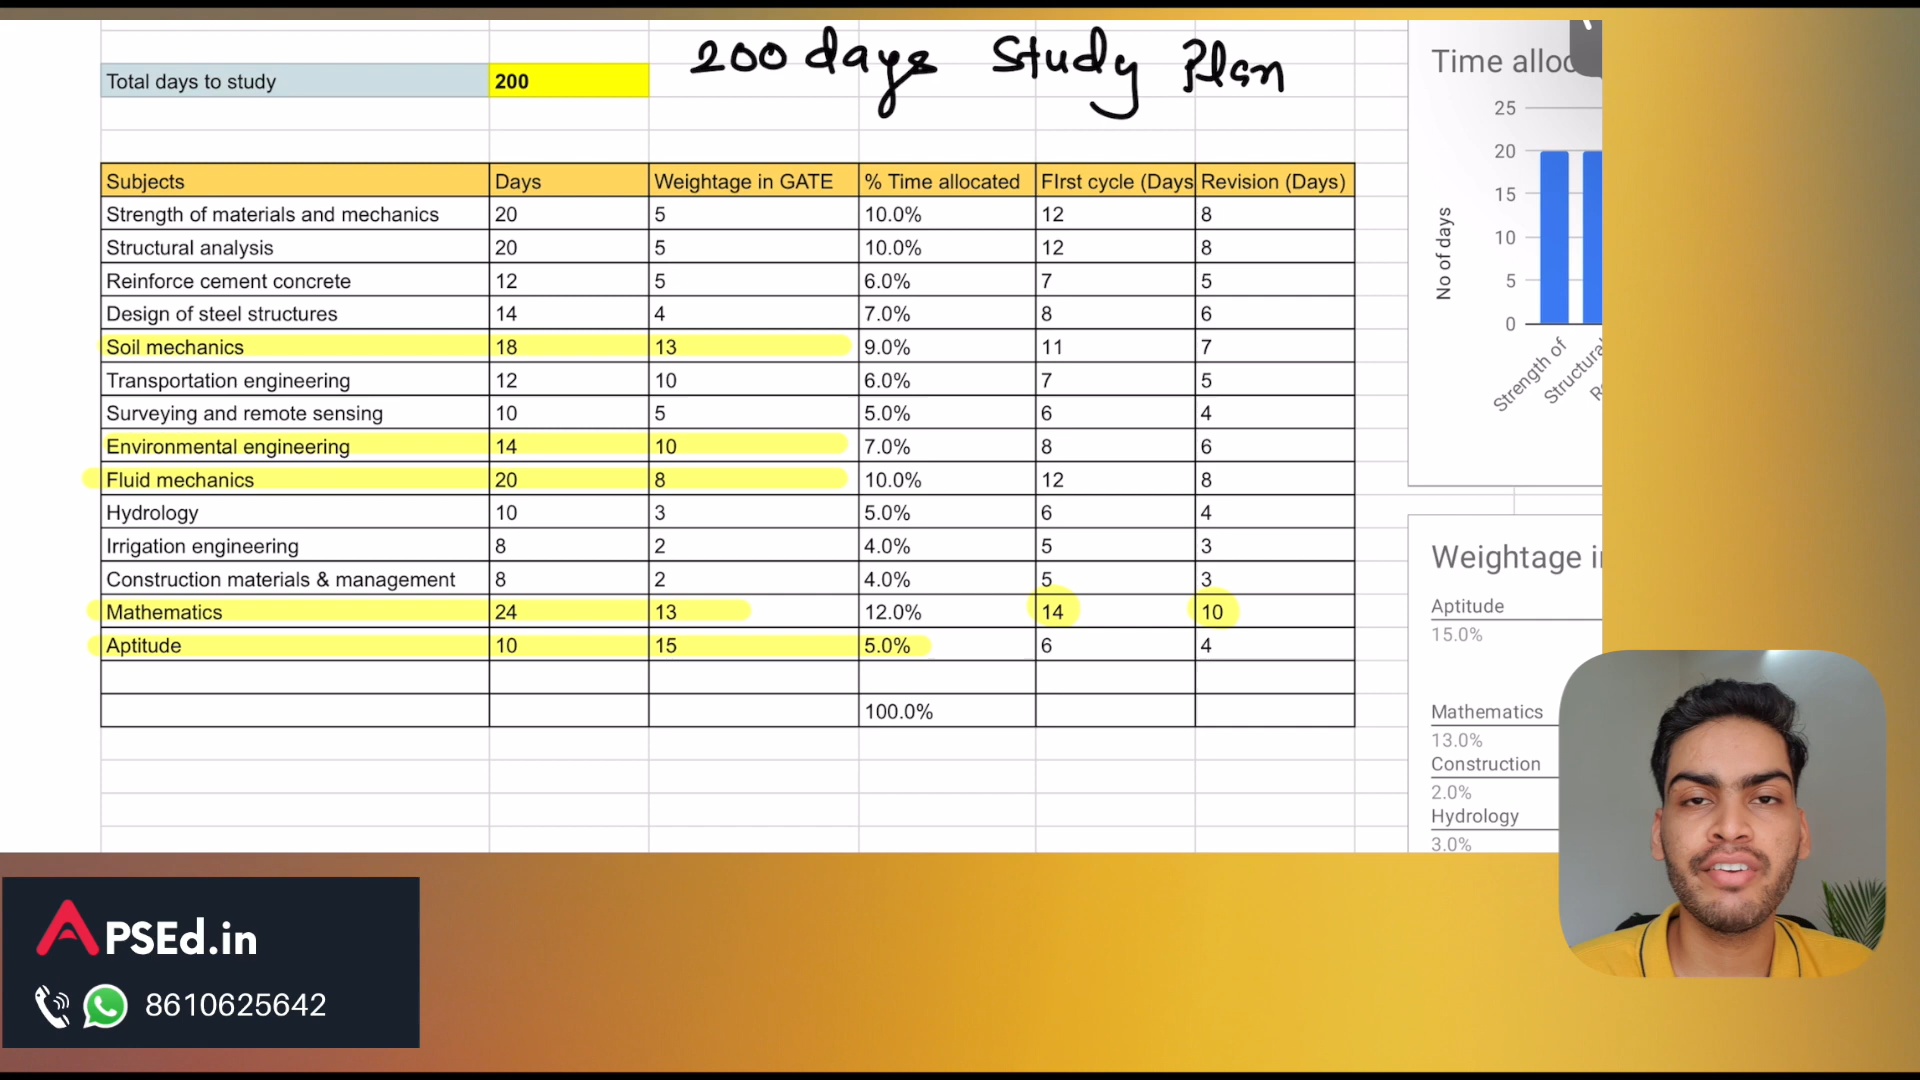 200 days Study Plan
Total days to study 200
Subjects Days Weightage in GATE % Time allocated FIrst cycle (Days Revision (Days)
Strength of materials and mechanics 20 5 10.0% 12 8
Structural analysis 20 5 10.0% 12 8
Reinforce cement concrete 12 5 6.0% 7 5
Design of steel structures 14 4 7.0% 8 6
Soil mechanics 18 13 9.0% 11 7
Transportation engineering 12 10 6.0% 7 5
Surveying and remote sensing 10 5 5.0% 6 4
Environmental engineering 14 10 7.0% 8 6
Fluid mechanics 20 8 10.0% 12 8
Hydrology 10 3 5.0% 6 4
Irrigation engineering 8 2 4.0% 5 3
Construction materials & management 8 2 4.0% 5 3
Mathematics 24 13 12.0% 14 10
Aptitude 10 15 5.0% 6 4
100.0%
Time alloc
No of days
25
20
15
10
5
0
Strength of
Structural
Weightage i
Aptitude
15.0%
Mathematics
13.0%
Construction
2.0%
Hydrology
3.0%
APSEd.in
8610625642